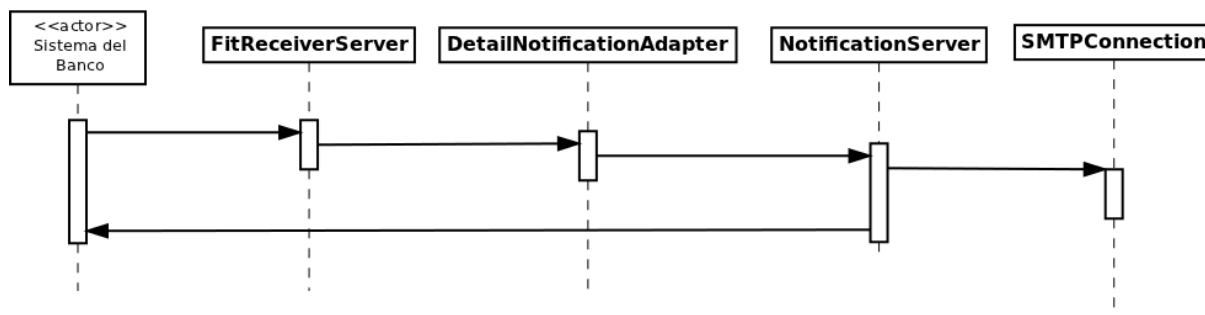 <<actor>>
Sistema del
Banco
FitReceiverServer
DetailNotificationAdapter
NotificationServer
SMTPConnection